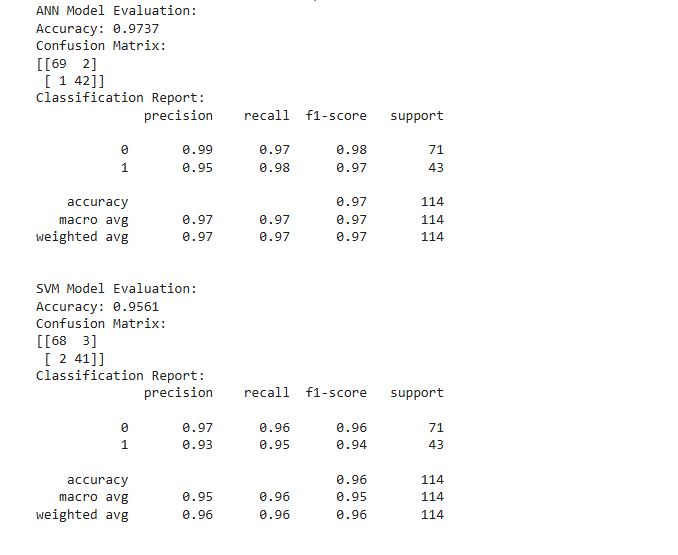 ANN Model Evaluation:
Accuracy: 0.9737
Confusion Matrix:
[[69  2]
 [ 1 42]]
Classification Report:
              precision    recall  f1-score   support

           0       0.99      0.97      0.98        71
           1       0.95      0.98      0.97        43

    accuracy                           0.97       114
   macro avg       0.97      0.97      0.97       114
weighted avg       0.97      0.97      0.97       114

SVM Model Evaluation:
Accuracy: 0.9561
Confusion Matrix:
[[68  3]
 [ 2 41]]
Classification Report:
              precision    recall  f1-score   support

           0       0.97      0.96      0.96        71
           1       0.93      0.95      0.94        43

    accuracy                           0.96       114
   macro avg       0.95      0.96      0.95       114
weighted avg       0.96      0.96      0.96       114